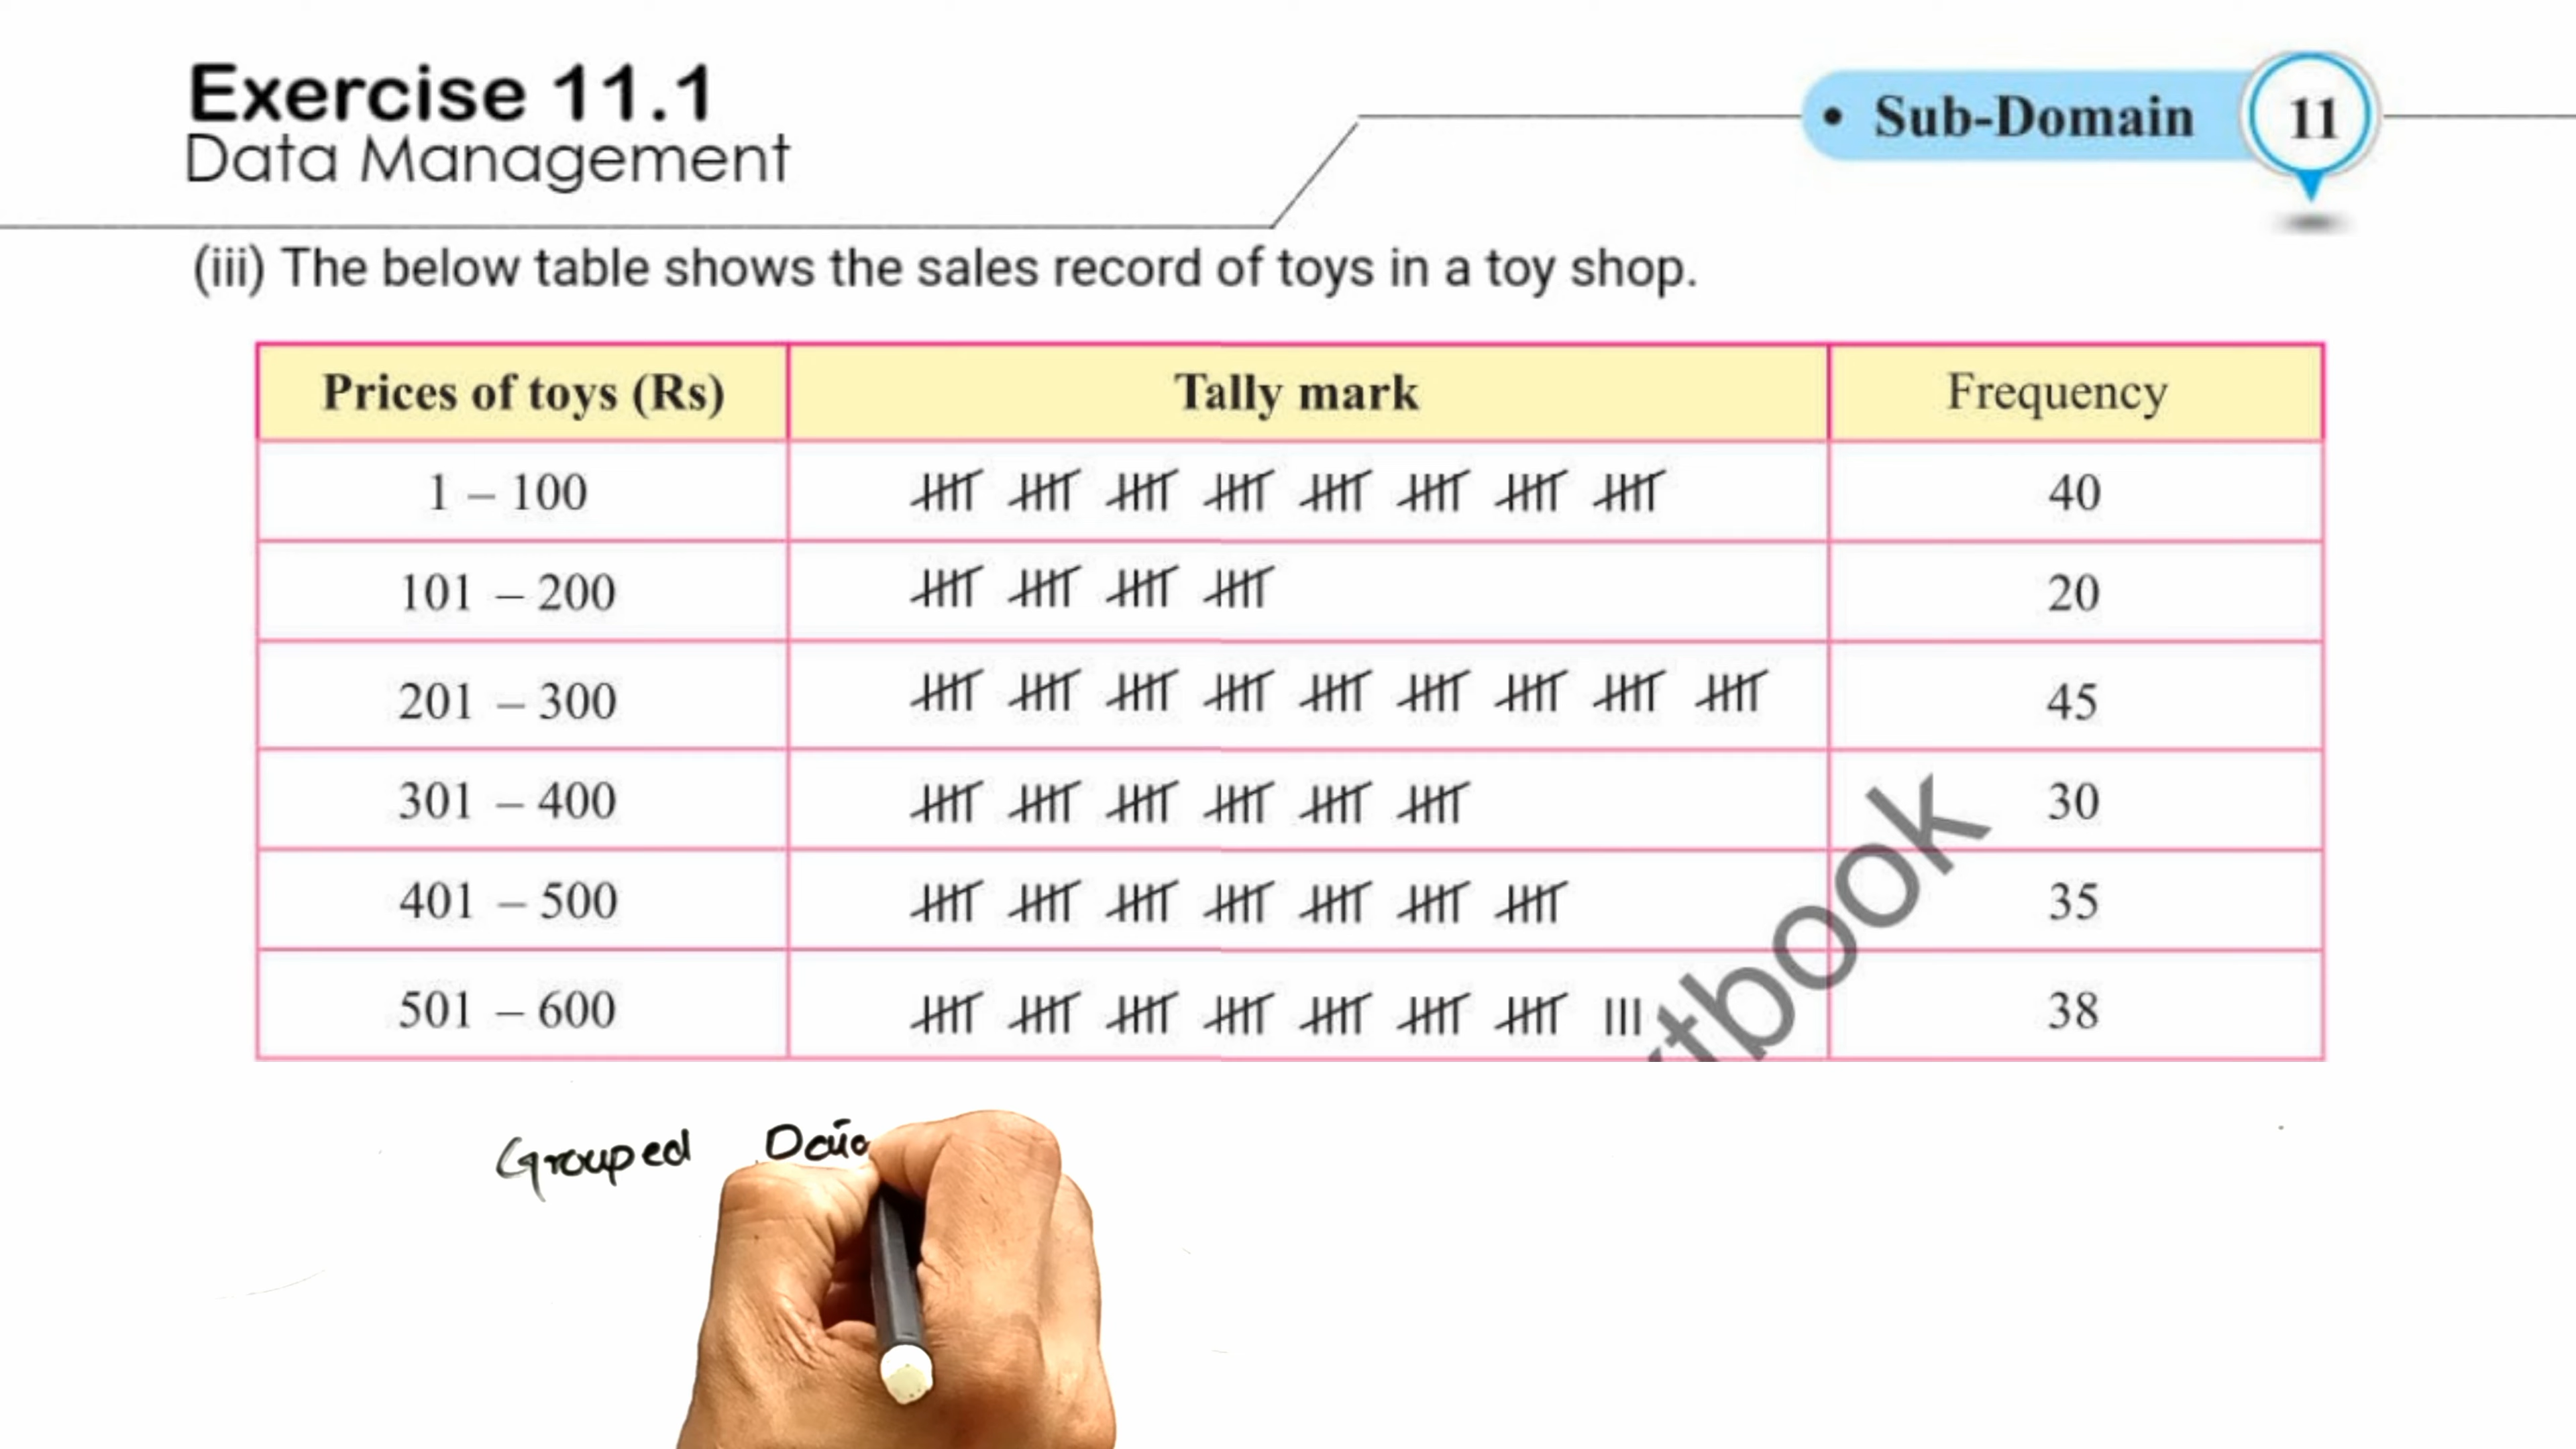 Exercise 11.1
Data Management
• Sub-Domain 11
(iii) The below table shows the sales record of toys in a toy shop.
Prices of toys (Rs) Tally mark Frequency
1 – 100 40
101 – 200 20
201 – 300 45
301 – 400 30
401 – 500 35
501 – 600 38
tbook
Grouped Data